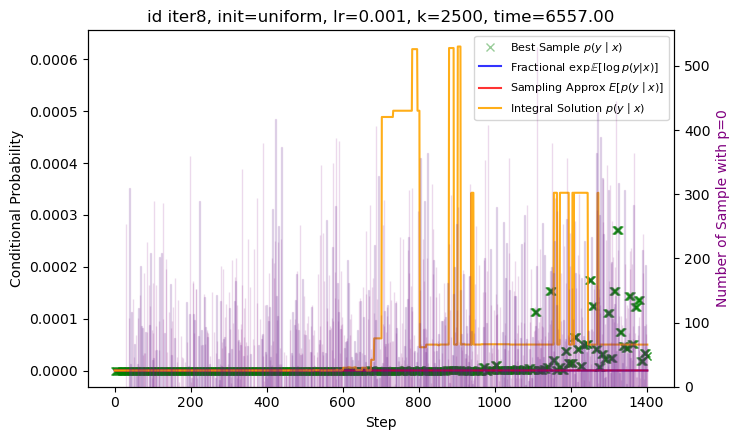 id iter8, init=uniform, lr=0.001, k=2500, time=6557.00
Best Sample p(y | x)
Fractional exp𝔼[log p(y|x)]
Sampling Approx E[p(y | x)]
Integral Solution p(y | x)
Conditional Probability
0.0006
0.0005
0.0004
0.0003
0.0002
0.0001
0.0000
500
400
300
200
100
0
Number of Sample with p=0
0 200 400 600 800 1000 1200 1400
Step